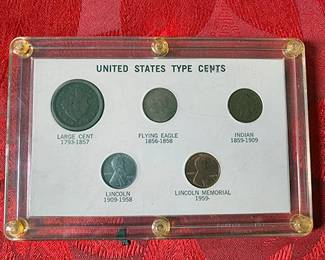 UNITED STATES TYPE CENTS
LARGE CENT
1793-1857
FLYING EAGLE
1856-1858
INDIAN
1859-1909
LINCOLN
1909-1958
LINCOLN MEMORIAL
1959-